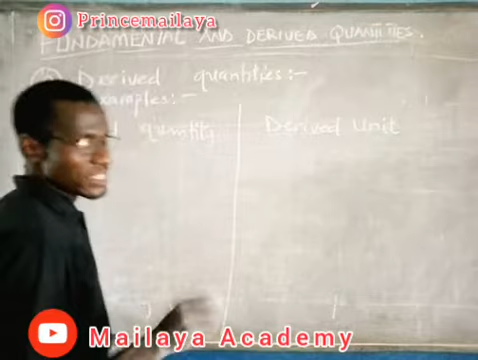 Princemailaya
FUNDAMENTAL AND DERIVED QUANTITIES.
Derived quantities:-
Examples:-
quantity Derived Unit
Mailaya Academy